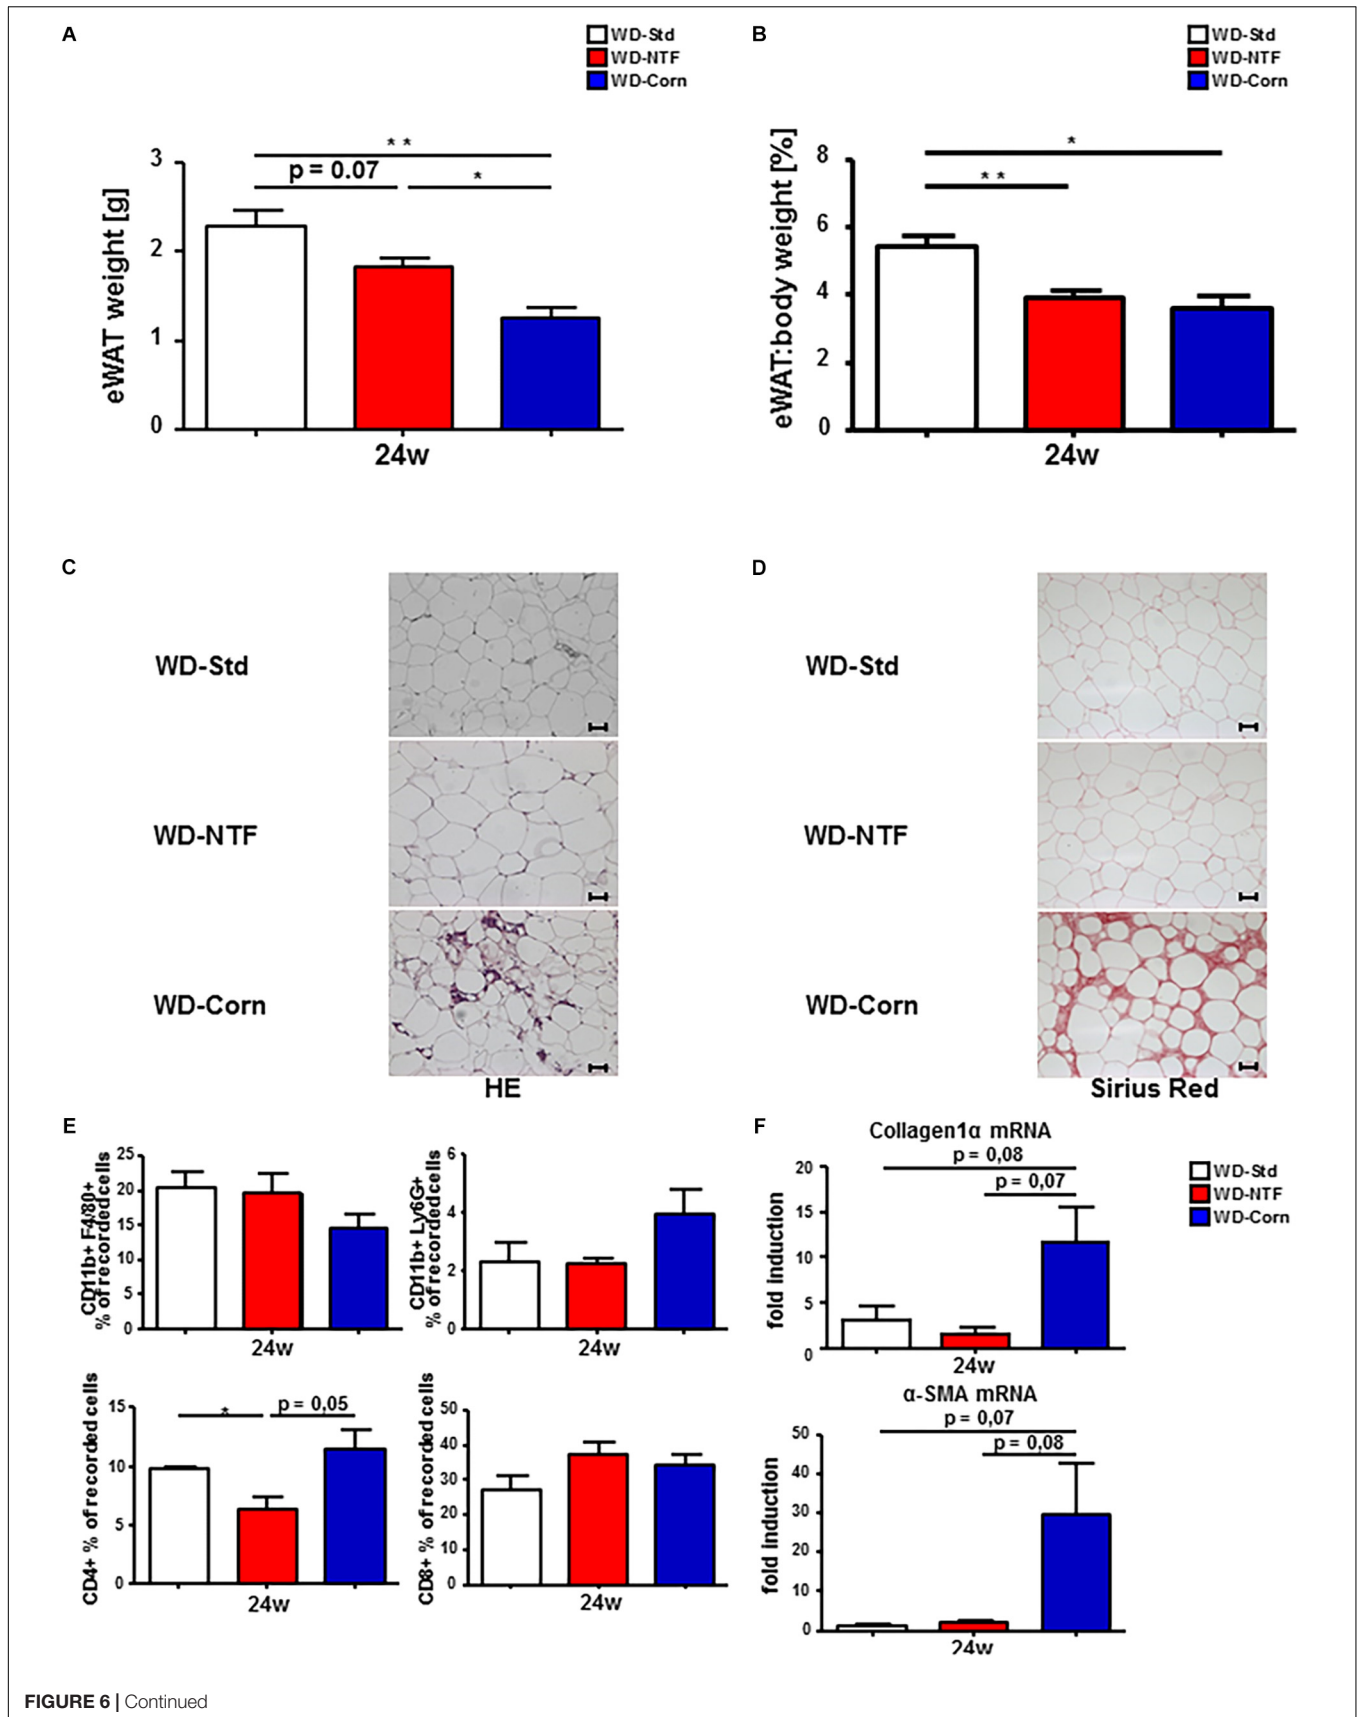 A
WD-Std
WD-NTF
WD-Corn
* *
p = 0.07
*
3
2
1
0
eWAT weight [g]
24w
B
WD-Std
WD-NTF
WD-Corn
*
* *
8
6
4
2
0
eWAT:body weight [%]
24w
C
WD-Std
WD-NTF
WD-Corn
HE
D
WD-Std
WD-NTF
WD-Corn
Sirius Red
E
CD11b+ F4/80+
% of recorded cells
25
20
15
10
5
0
24w
CD11b+ Ly6G+
% of recorded cells
6
4
2
0
24w
CD4+ % of recorded cells
15
10
5
0
*
p = 0,05
24w
CD8+ % of recorded cells
50
40
30
20
10
0
24w
F
Collagen1α mRNA
p = 0,08
p = 0,07
20
15
10
5
0
fold induction
24w
WD-Std
WD-NTF
WD-Corn
α-SMA mRNA
p = 0,07
p = 0,08
50
40
30
20
10
0
fold induction
24w
FIGURE 6 | Continued